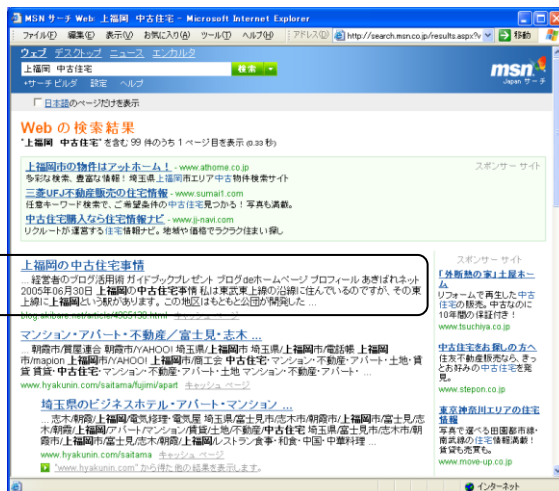 MSN サーチ Web: 上福岡 中古住宅 - Microsoft Internet Explorer
ファイル(F) 編集(E) 表示(V) お気に入り(A) ツール(T) ヘルプ(H) アドレス(D) http://search.msn.co.jp/results.aspx?v 移動
ウェブ デスクトップ ニュース エンカルタ
上福岡 中古住宅 検索
+サーチ ビルダ 設定 ヘルプ
msn
Japan サーチ
日本語のページだけを表示
Web の検索結果
"上福岡 中古住宅" を含む 99 件のうち 1 ページ目を表示 (0.33 秒)
上福岡市の物件はアットホーム！ - www.athome.co.jp
多彩な検索、豊富な情報！埼玉県上福岡市エリア中古物件検索サイト
三菱UFJ不動産販売の住宅情報 - www.sumai1.com
任意キーワード検索で、ご希望条件の中古住宅見つかる！写真も満載。
中古住宅購入なら住宅情報ナビ - www.jj-navi.com
リクルートが運営する住宅情報ナビ。地域や価格でラクラク住まい探し
スポンサー サイト
上福岡の中古住宅事情
... 経営者のブログ活用術 ガイドブックプレゼント ブログdeホームページ プロフィール あきばれネット
2005年06月30日 上福岡の中古住宅事情 私は東武東上線の沿線に住んでいるのですが、その東
上線に上福岡という駅があります。この地区はもともと公団が開発した ...
キャッシュ ページ
マンション・アパート・不動産／富士見・志木 ...
... 朝霞市/質屋連合 朝霞市/YAHOO! 埼玉県/上福岡市 埼玉県/上福岡市/電話帳 上福岡
市/mapion 上福岡市/YAHOO! 上福岡市/商工会 中古住宅・マンション・不動産・アパート・土地・賃
貸 賃貸・中古住宅・マンション・不動産・アパート・マンション・不動産・アパート・ ...
www.hyakunin.com/saitama/fujimi/apart キャッシュ ページ
埼玉県のビジネスホテル・アパート・マンション ...
... 志木/朝霞/上福岡/電気修理・電気屋 埼玉県/富士見市/志木市/朝霞市/上福岡市/富士見/志
木/朝霞/上福岡/アパート/マンション/賃貸/土地/不動産/中古住宅 埼玉県/富士見市/志木市/朝
霞市/上福岡市/富士見/志木/朝霞/上福岡/レストラン食事・和食・中国・中華料理 ...
www.hyakunin.com/saitama キャッシュ ページ
"www.hyakunin.com" から得た他の結果を表示します。
スポンサー サイト
「外断熱の家」土屋ホー
ム
リフォームで再生した中古
住宅の販売。中古なのに
10年間の保証付き！
www.tsuchiya.co.jp
中古住宅をお探しの方へ
住友不動産販売なら、きっ
とお好みの中古住宅を発
見。
www.stepon.co.jp
東京神奈川エリアの住宅
情報
写真で選べる田園都市線・
南武線の住宅情報満載！
賃貸も売買も。
www.move-up.co.jp
インターネット